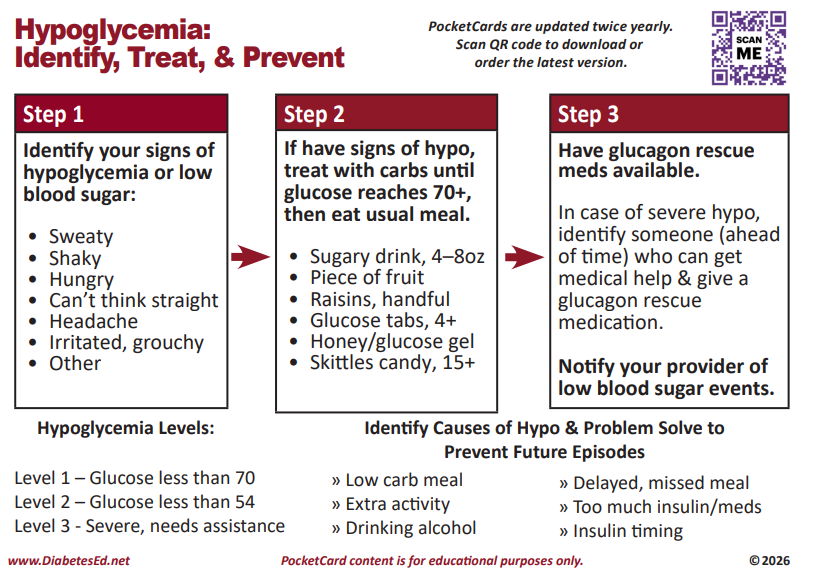 Hypoglycemia:
Identify, Treat, & Prevent
PocketCards are updated twice yearly.
Scan QR code to download or
order the latest version.
SCAN
ME
Step 1
Identify your signs of
hypoglycemia or low
blood sugar:
• Sweaty
• Shaky
• Hungry
• Can't think straight
• Headache
• Irritated, grouchy
• Other
Step 2
If have signs of hypo,
treat with carbs until
glucose reaches 70+,
then eat usual meal.
• Sugary drink, 4–8oz
• Piece of fruit
• Raisins, handful
• Glucose tabs, 4+
• Honey/glucose gel
• Skittles candy, 15+
Step 3
Have glucagon rescue
meds available.
In case of severe hypo,
identify someone (ahead
of time) who can get
medical help & give a
glucagon rescue
medication.
Notify your provider of
low blood sugar events.
Hypoglycemia Levels:
Level 1 – Glucose less than 70
Level 2 – Glucose less than 54
Level 3 - Severe, needs assistance
Identify Causes of Hypo & Problem Solve to
Prevent Future Episodes
» Low carb meal
» Extra activity
» Drinking alcohol
» Delayed, missed meal
» Too much insulin/meds
» Insulin timing
www.DiabetesEd.net
PocketCard content is for educational purposes only.
© 2026